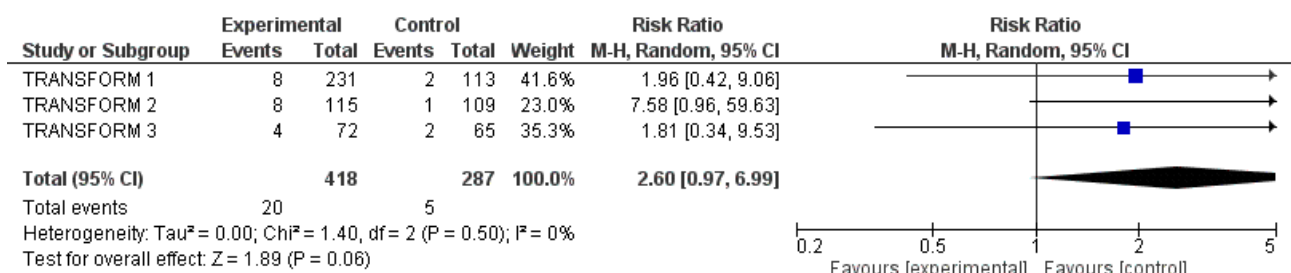 Experimental Control Risk Ratio Risk Ratio
Study or Subgroup Events Total Events Total Weight M-H, Random, 95% CI M-H, Random, 95% CI
TRANSFORM 1 8 231 2 113 41.6% 1.96 [0.42, 9.06]
TRANSFORM 2 8 115 1 109 23.0% 7.58 [0.96, 59.63]
TRANSFORM 3 4 72 2 65 35.3% 1.81 [0.34, 9.53]
Total (95% CI) 418 287 100.0% 2.60 [0.97, 6.99]
Total events 20 5
Heterogeneity: Tau² = 0.00; Chi² = 1.40, df = 2 (P = 0.50); I² = 0%
Test for overall effect: Z = 1.89 (P = 0.06)
0.2 0.5 1 2 5
Favours [experimental] Favours [control]